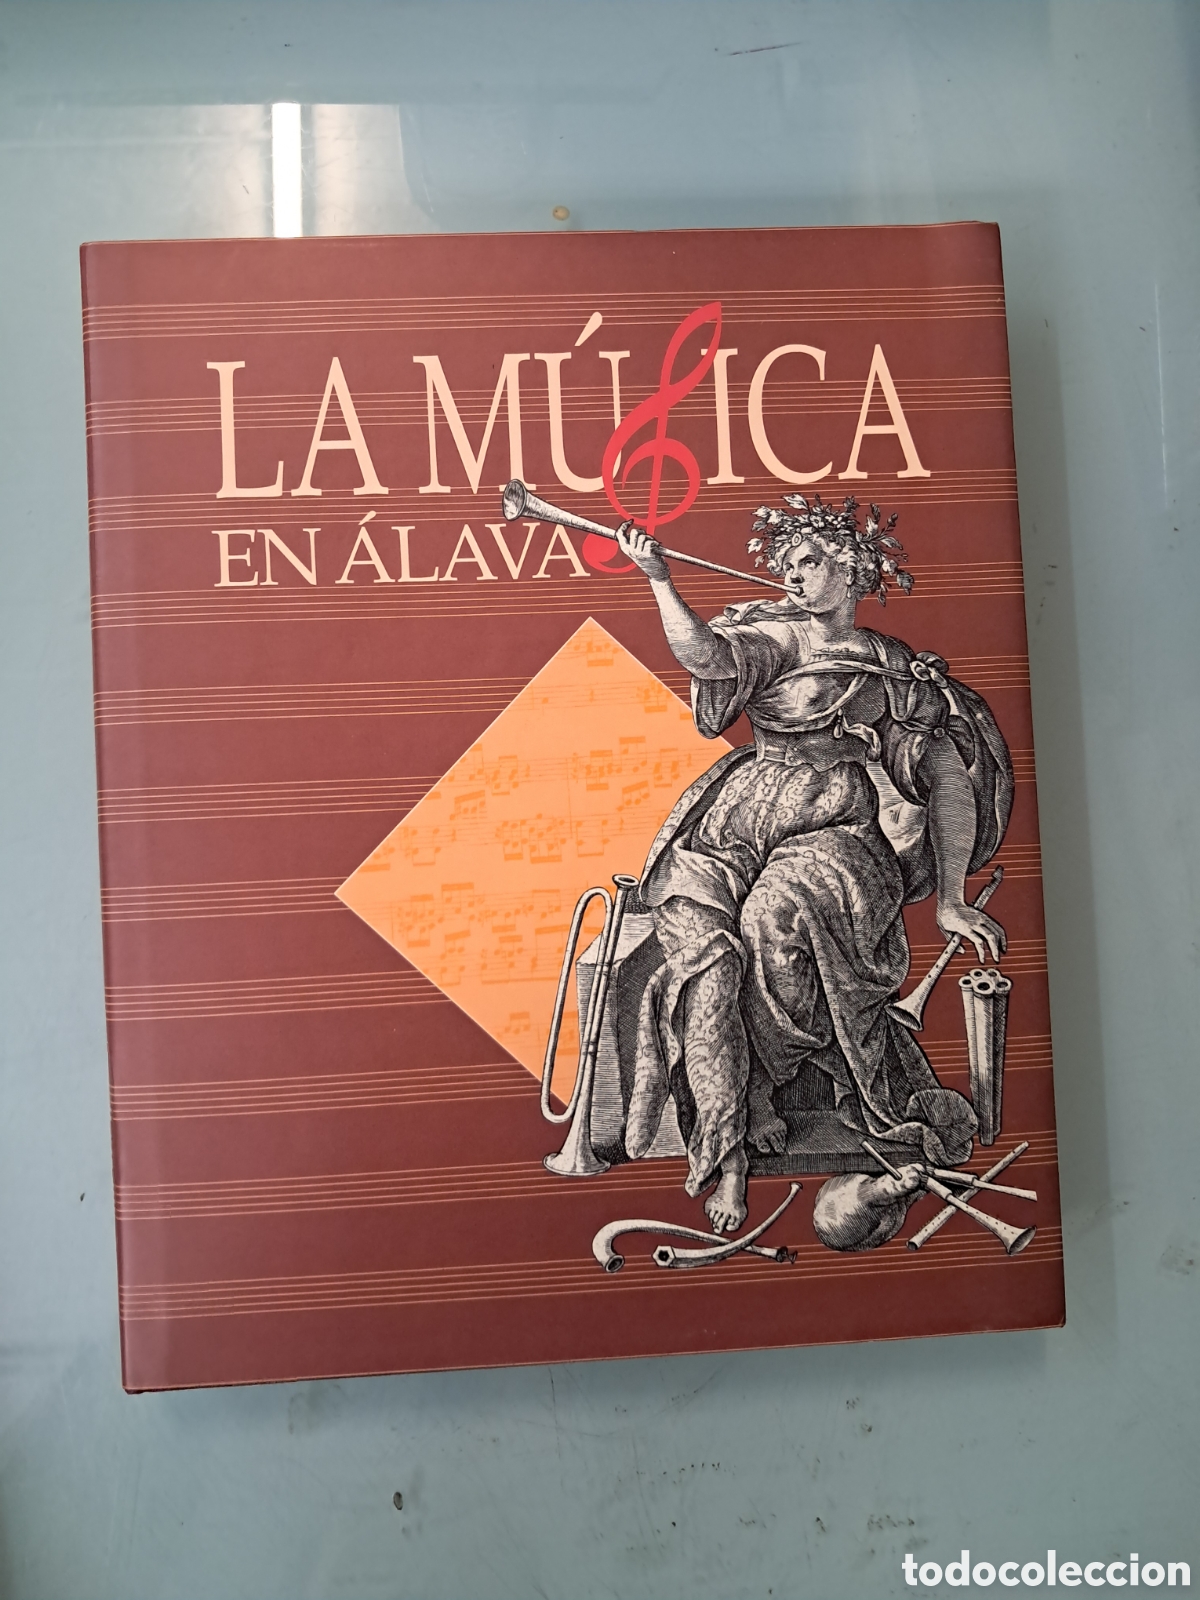 LA MÚSICA
EN ÁLAVA
todocoleccion